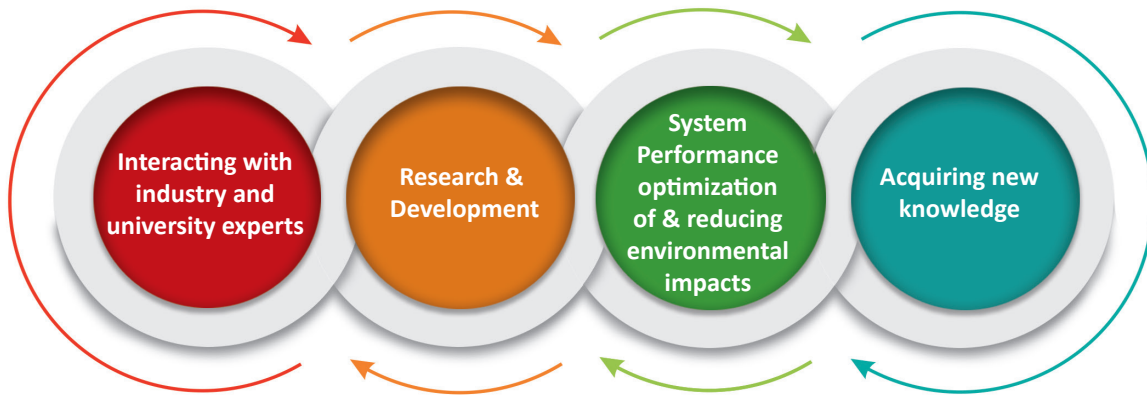 Interacting with
industry and
university experts
Research &
Development
System
Performance
optimization
of & reducing
environmental
impacts
Acquiring new
knowledge